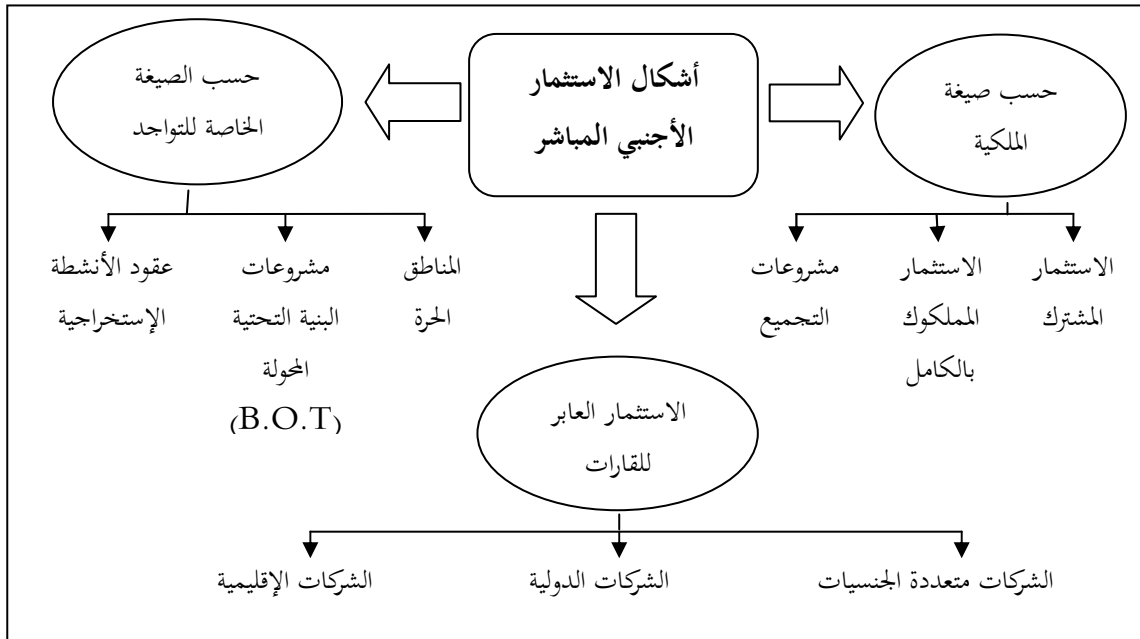 أشكال الاستثمار
الأجنبي المباشر
حسب صيغة
الملكية
الاستثمار
المشترك
الاستثمار
المملكوك
بالكامل
مشروعات
التجميع
حسب الصيغة
الخاصة للتواجد
المناطق
الحرة
مشروعات
البنية التحتية
المحولة
(B.O.T)
عقود الأنشطة
الإستخراجية
الاستثمار العابر
للقارات
الشركات متعددة الجنسيات
الشركات الدولية
الشركات الإقليمية